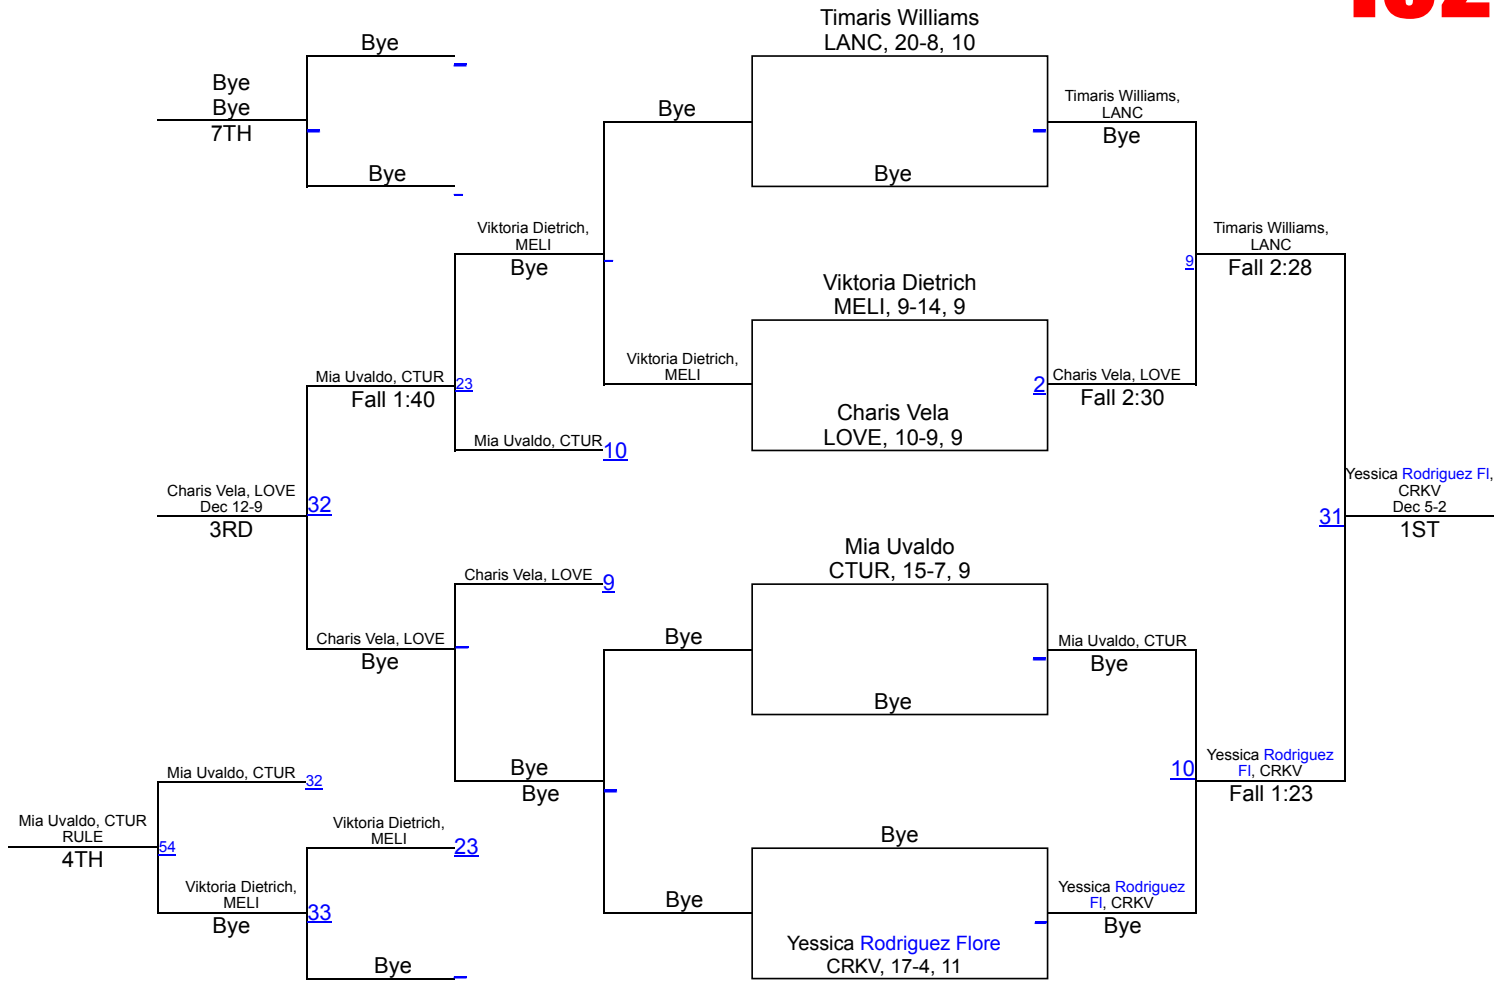 Timaris Williams
LANC, 20-8, 10
Bye
Bye
Bye
7TH
Bye
Bye
Timaris Williams,
LANC
Bye
Bye
Viktoria Dietrich,
MELI
Bye
Timaris Williams,
LANC
9
Fall 2:28
Viktoria Dietrich
MELI, 9-14, 9
Viktoria Dietrich,
MELI
Mia Uvaldo, CTUR
23
Fall 1:40
2
Charis Vela, LOVE
Fall 2:30
Charis Vela
LOVE, 10-9, 9
Mia Uvaldo, CTUR
10
Charis Vela, LOVE
Dec 12-9
32
3RD
Yessica Rodriguez Fl,
CRKV
Dec 5-2
31
1ST
Mia Uvaldo
CTUR, 15-7, 9
Charis Vela, LOVE
9
Charis Vela, LOVE
Bye
Bye
Mia Uvaldo, CTUR
Bye
Bye
Mia Uvaldo, CTUR
32
Bye
Bye
10
Yessica Rodriguez
Fl, CRKV
Fall 1:23
Mia Uvaldo, CTUR
RULE
54
4TH
Viktoria Dietrich,
MELI
23
Bye
Viktoria Dietrich,
MELI
33
Bye
Bye
Yessica Rodriguez
Fl, CRKV
Bye
Yessica Rodriguez Flore
CRKV, 17-4, 11
Bye